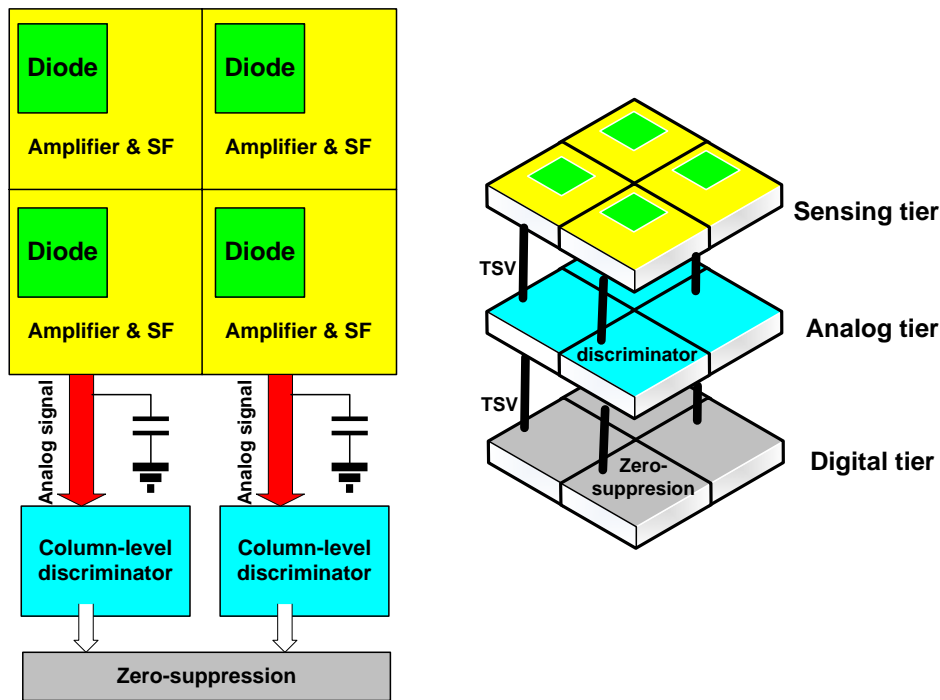 Diode
Diode
Amplifier & SF
Amplifier & SF
Diode
Diode
Amplifier & SF
Amplifier & SF
Analog signal
Analog signal
Column-level
discriminator
Column-level
discriminator
Zero-suppression
Sensing tier
TSV
Analog tier
discriminator
TSV
Digital tier
Zero-
suppresion